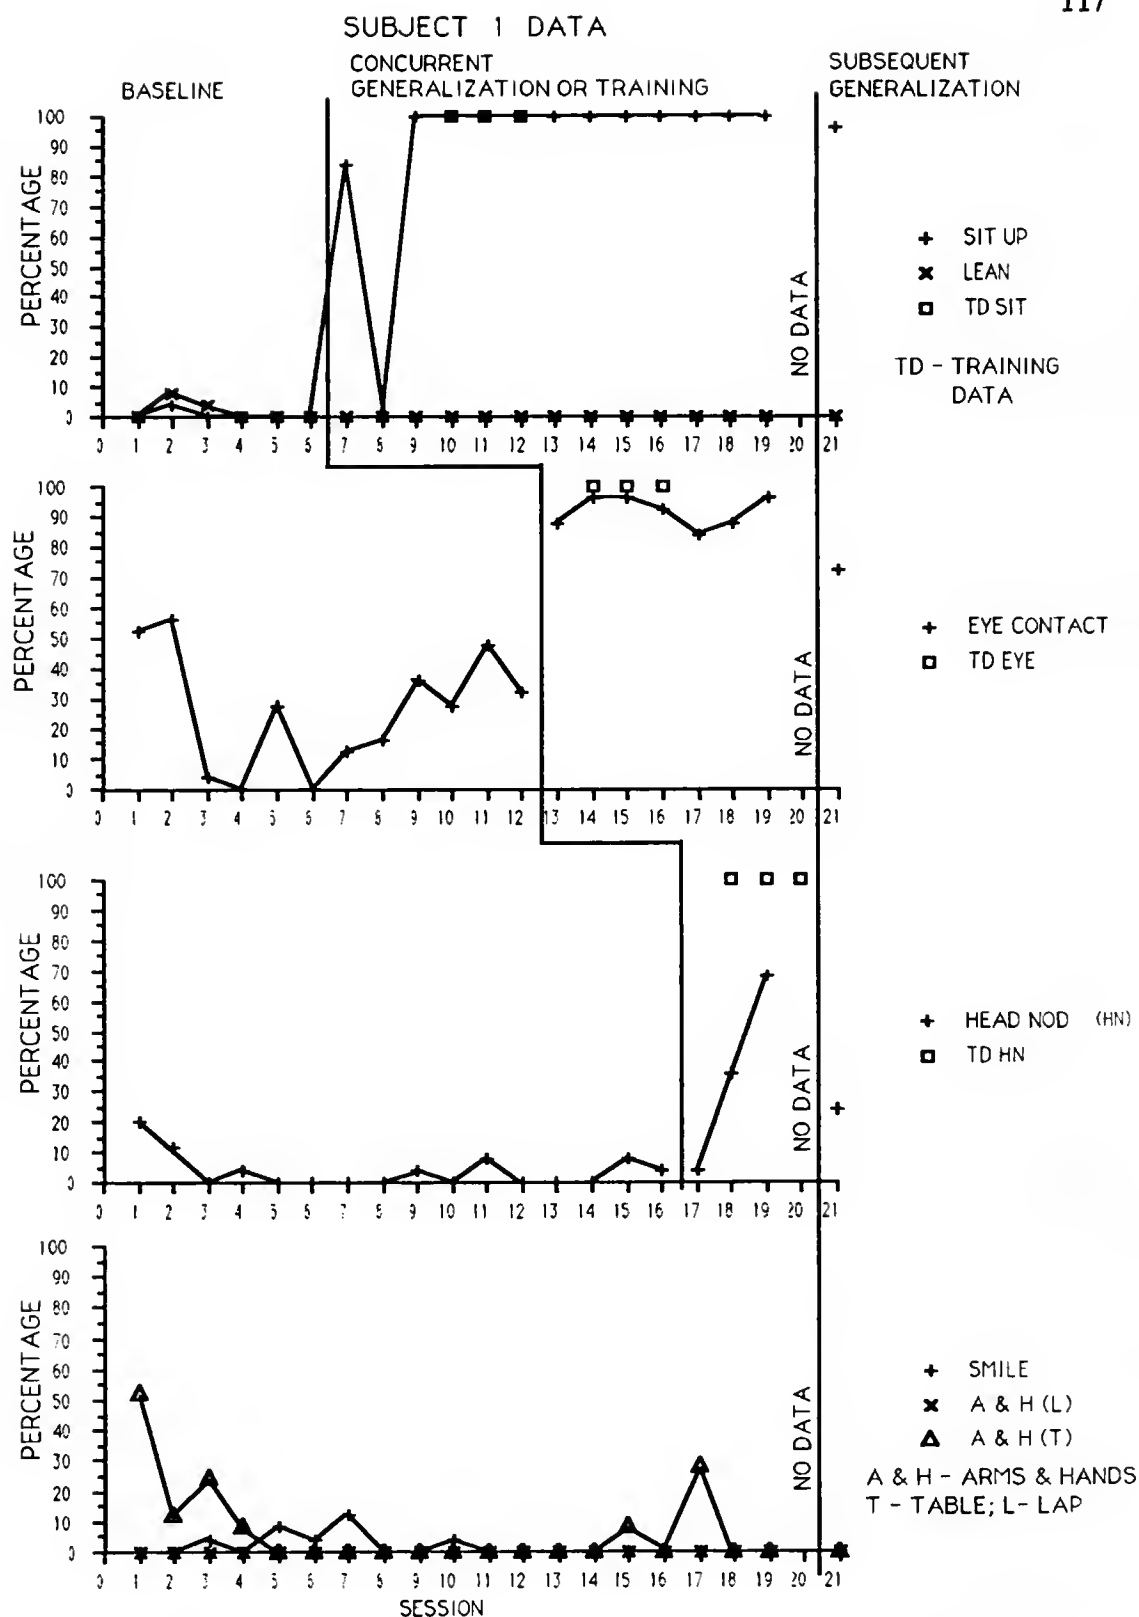 117
SUBJECT 1 DATA
BASELINE
CONCURRENT
GENERALIZATION OR TRAINING
SUBSEQUENT
GENERALIZATION
PERCENTAGE
100
90
80
70
60
50
40
30
20
10
0
0 1 2 3 4 5 6 7 8 9 10 11 12 13 14 15 16 17 18 19 20 21
NO DATA
+ SIT UP
× LEAN
□ TD SIT
TD - TRAINING
DATA
PERCENTAGE
100
90
80
70
60
50
40
30
20
10
0
0 1 2 3 4 5 6 7 8 9 10 11 12 13 14 15 16 17 18 19 20 21
NO DATA
+ EYE CONTACT
□ TD EYE
PERCENTAGE
100
90
80
70
60
50
40
30
20
10
0
0 1 2 3 4 5 6 7 8 9 10 11 12 13 14 15 16 17 18 19 20 21
NO DATA
+ HEAD NOD (HN)
□ TD HN
PERCENTAGE
100
90
80
70
60
50
40
30
20
10
0
0 1 2 3 4 5 6 7 8 9 10 11 12 13 14 15 16 17 18 19 20 21
SESSION
NO DATA
+ SMILE
× A & H (L)
△ A & H (T)
A & H - ARMS & HANDS
T - TABLE; L - LAP